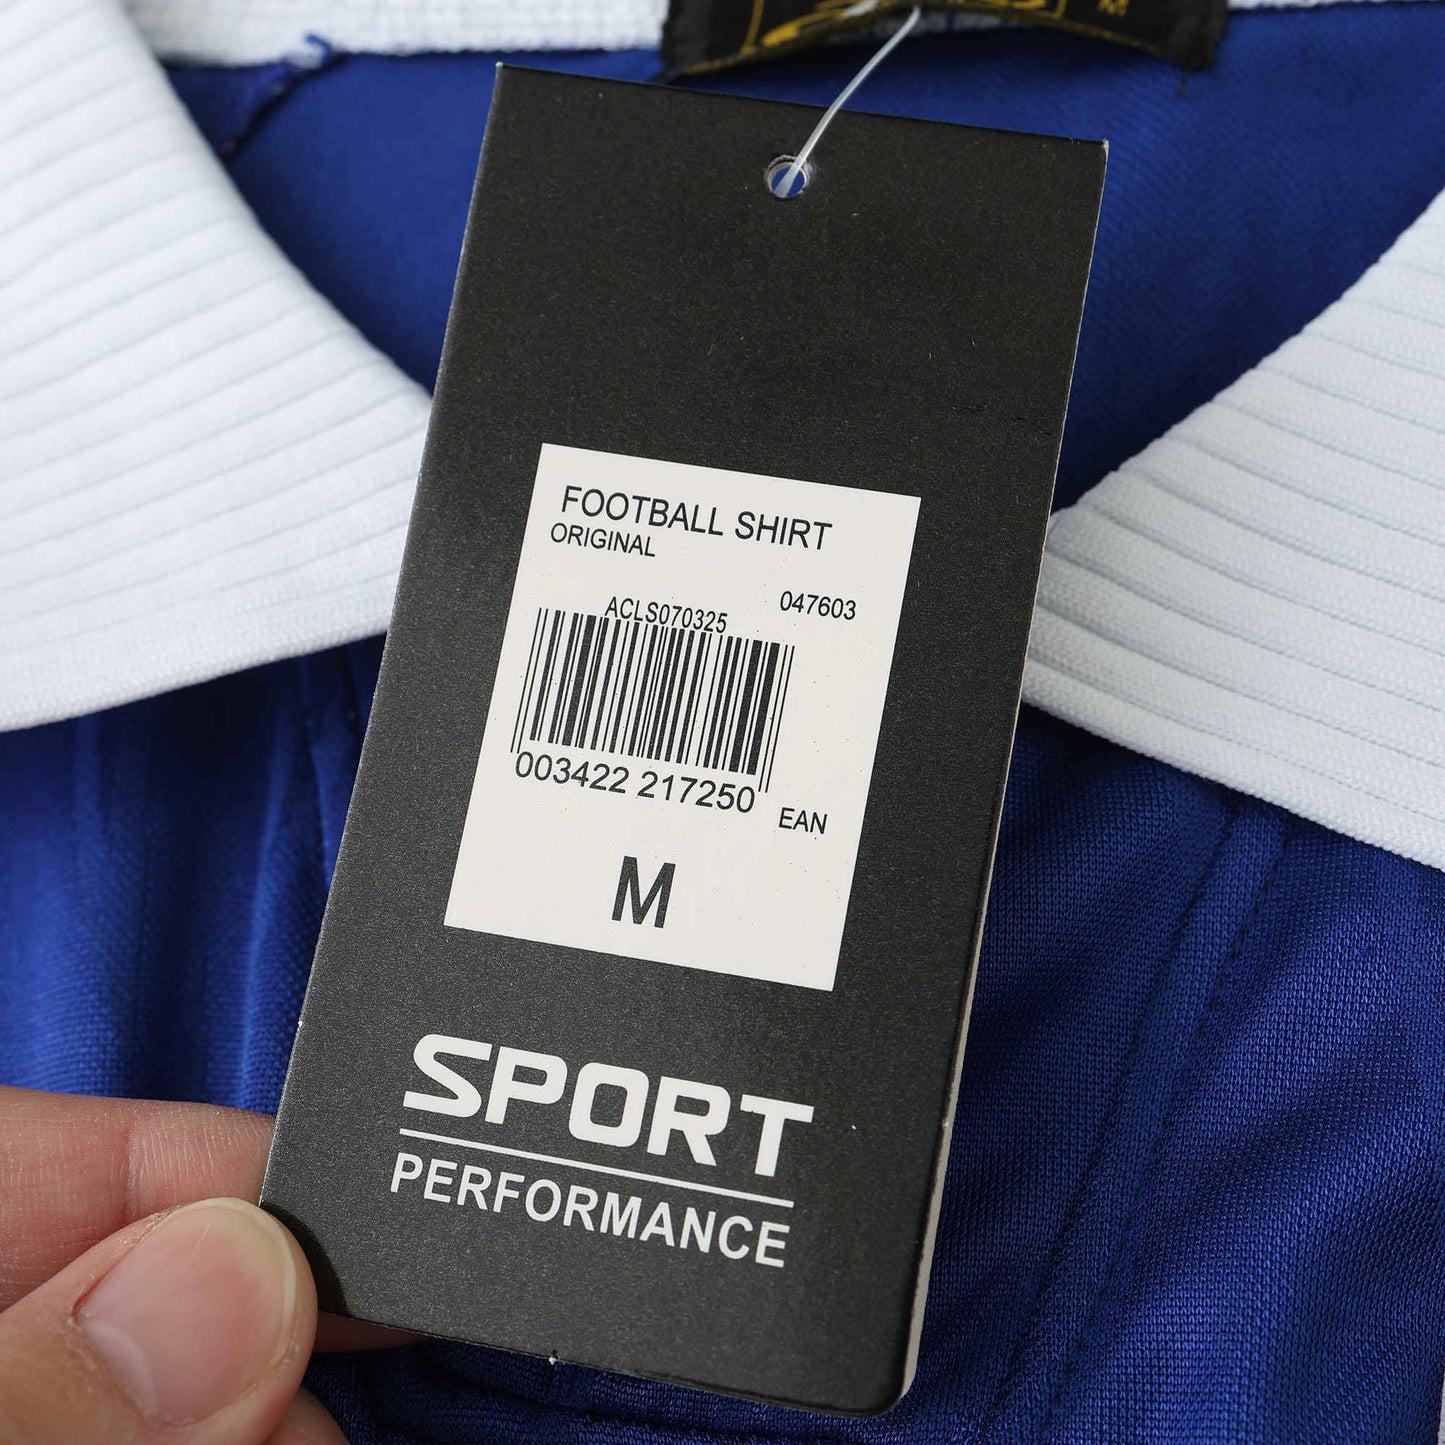 M
FOOTBALL SHIRT
ORIGINAL
ACLS070325
047603
003422 217250
EAN
M
SPORT
PERFORMANCE